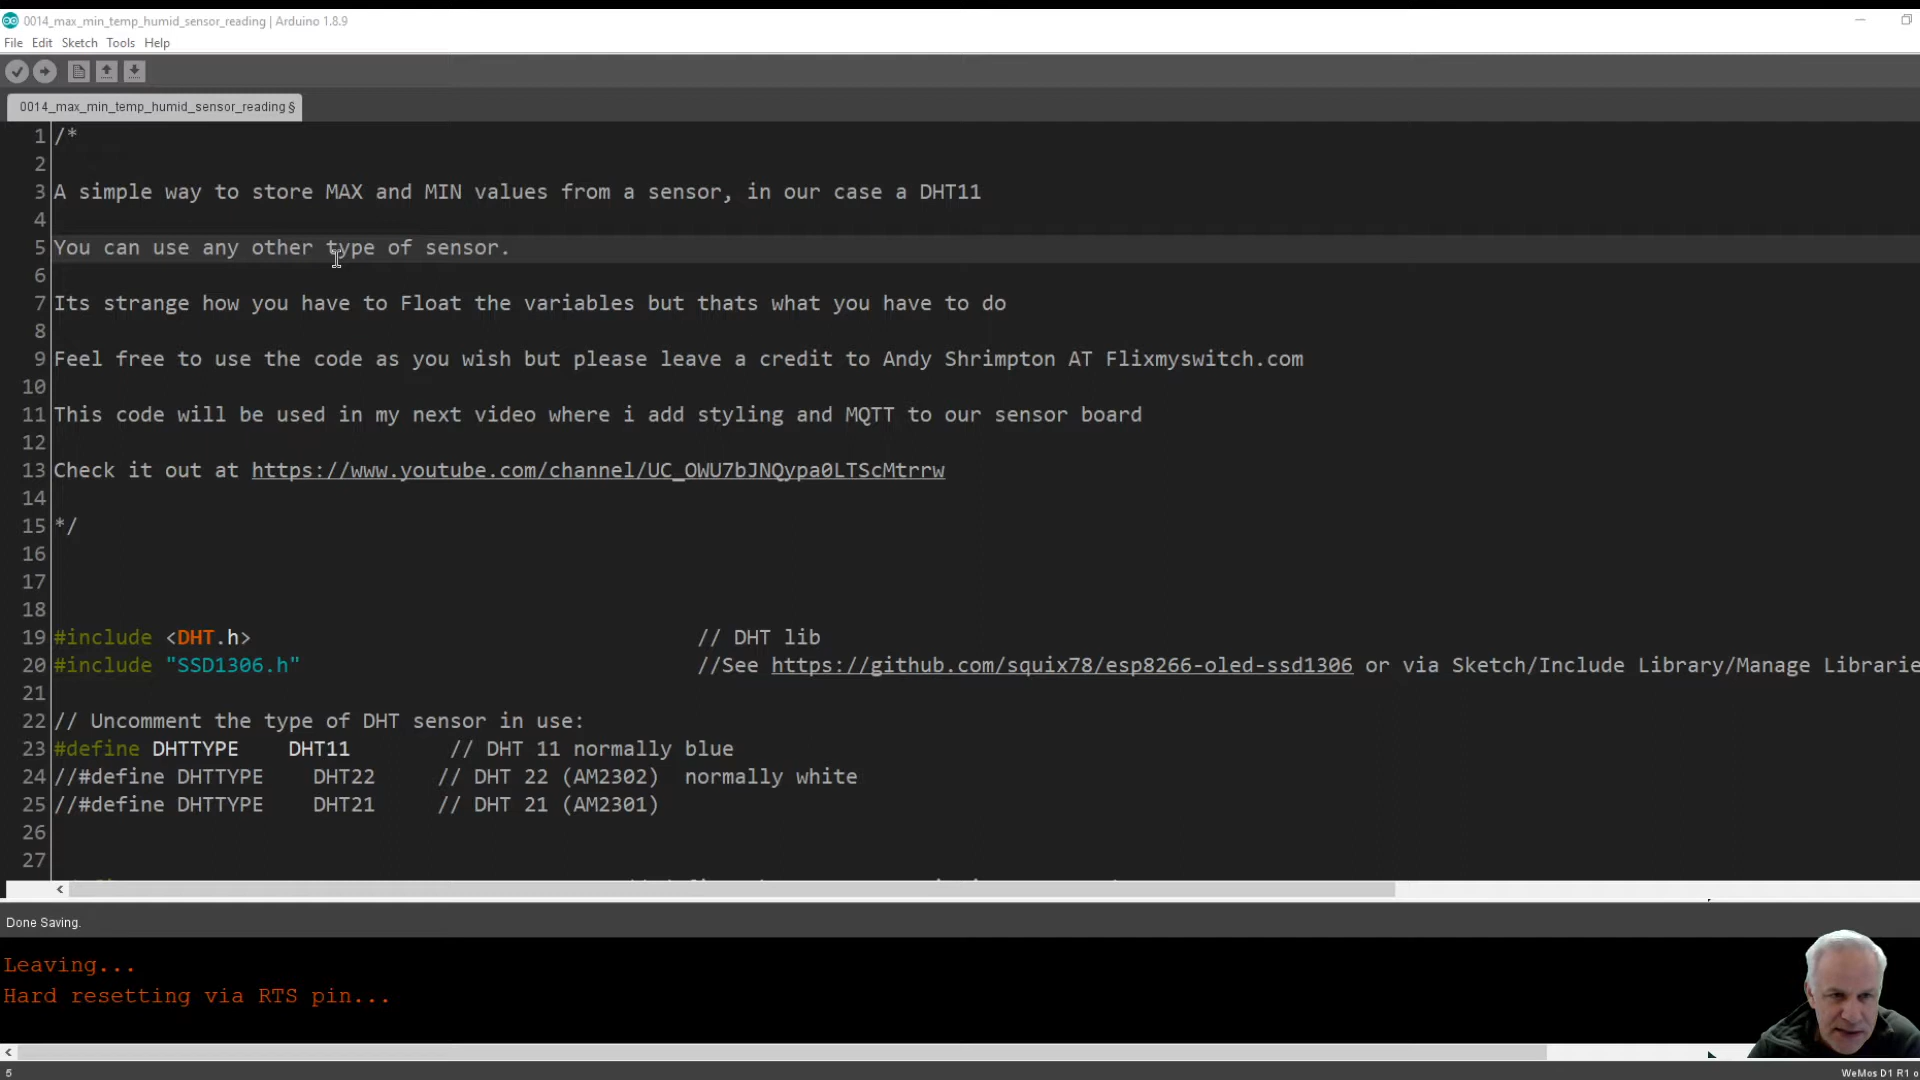 0014_max_min_temp_humid_sensor_reading | Arduino 1.8.9
File Edit Sketch Tools Help
0014_max_min_temp_humid_sensor_reading §
1 /*
2
3 A simple way to store MAX and MIN values from a sensor, in our case a DHT11
4
5 You can use any other type of sensor.
6
7 Its strange how you have to Float the variables but thats what you have to do
8
9 Feel free to use the code as you wish but please leave a credit to Andy Shrimpton AT Flixmyswitch.com
10
11 This code will be used in my next video where i add styling and MQTT to our sensor board
12
13 Check it out at https://www.youtube.com/channel/UC_OWU7bJNQypa0LTScMtrrw
14
15 */
16
17
18
19 #include <DHT.h> // DHT lib
20 #include "SSD1306.h" //See https://github.com/squix78/esp8266-oled-ssd1306 or via Sketch/Include Library/Manage Librarie
21
22 // Uncomment the type of DHT sensor in use:
23 #define DHTTYPE DHT11 // DHT 11 normally blue
24 //#define DHTTYPE DHT22 // DHT 22 (AM2302) normally white
25 //#define DHTTYPE DHT21 // DHT 21 (AM2301)
26
27
Done Saving.
Leaving...
Hard resetting via RTS pin...
5 WeMos D1 R1 o